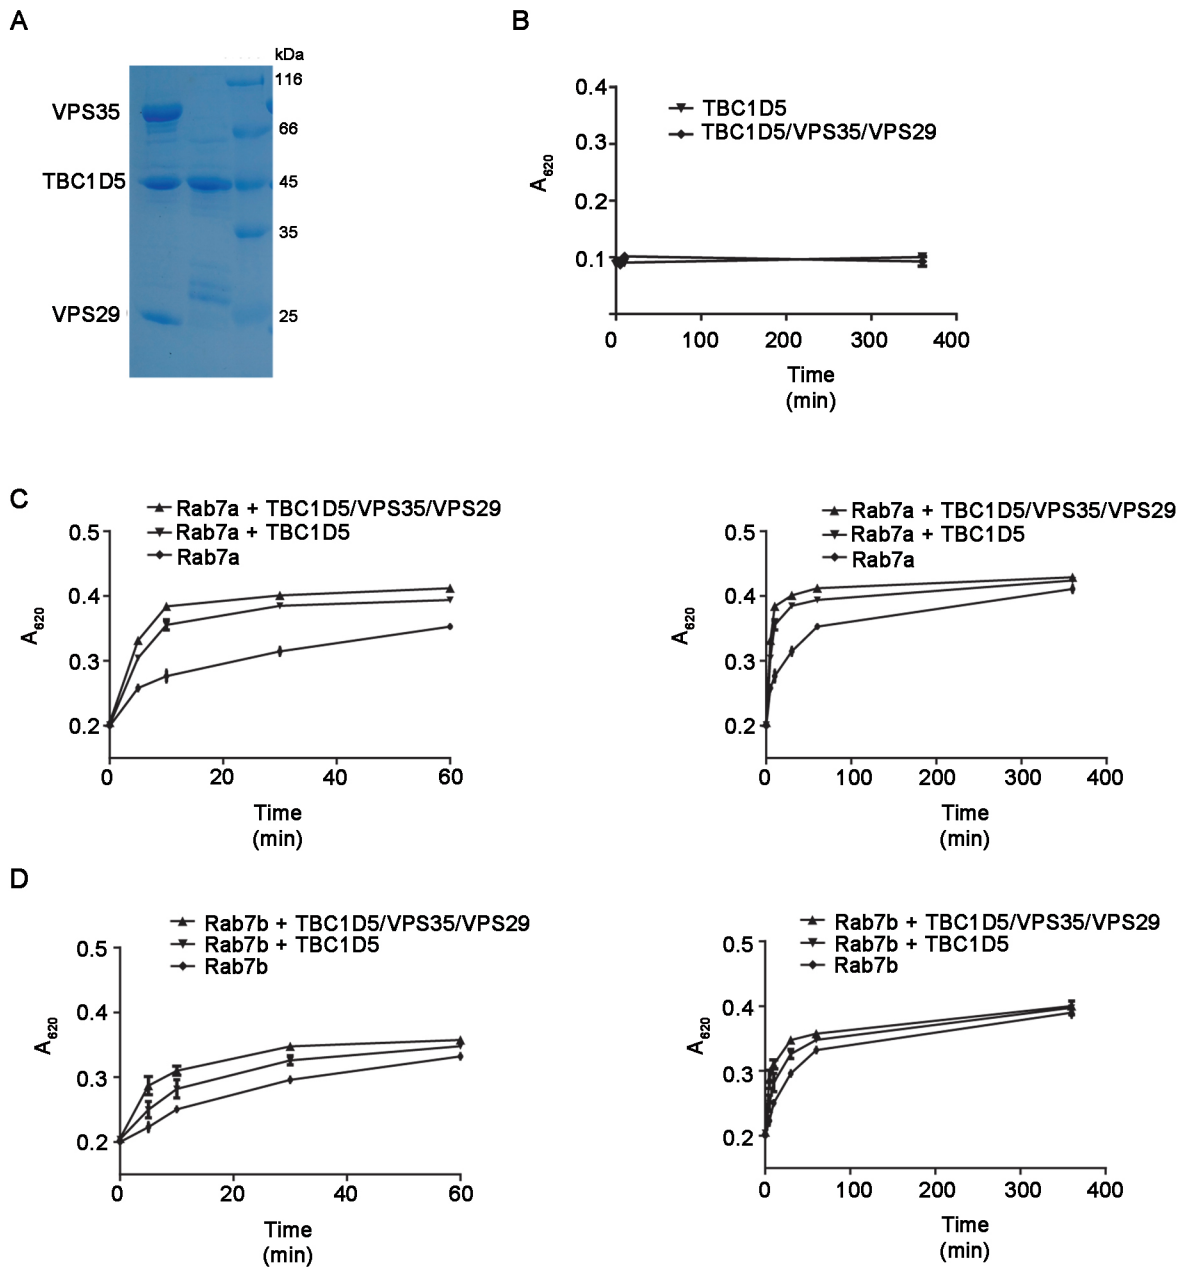 A
kDa
116
VPS35
66
TBC1D5
45
35
VPS29
25
B
TBC1D5
TBC1D5/VPS35/VPS29
0.4
0.3
0.2
0.1
A620
0 100 200 300 400
Time
(min)
C
Rab7a + TBC1D5/VPS35/VPS29
Rab7a + TBC1D5
Rab7a
0.5
0.4
0.3
0.2
A620
0 20 40 60
Time
(min)
Rab7a + TBC1D5/VPS35/VPS29
Rab7a + TBC1D5
Rab7a
0.5
0.4
0.3
0.2
A620
0 100 200 300 400
Time
(min)
D
Rab7b + TBC1D5/VPS35/VPS29
Rab7b + TBC1D5
Rab7b
0.5
0.4
0.3
0.2
A620
0 20 40 60
Time
(min)
Rab7b + TBC1D5/VPS35/VPS29
Rab7b + TBC1D5
Rab7b
0.5
0.4
0.3
0.2
A620
0 100 200 300 400
Time
(min)